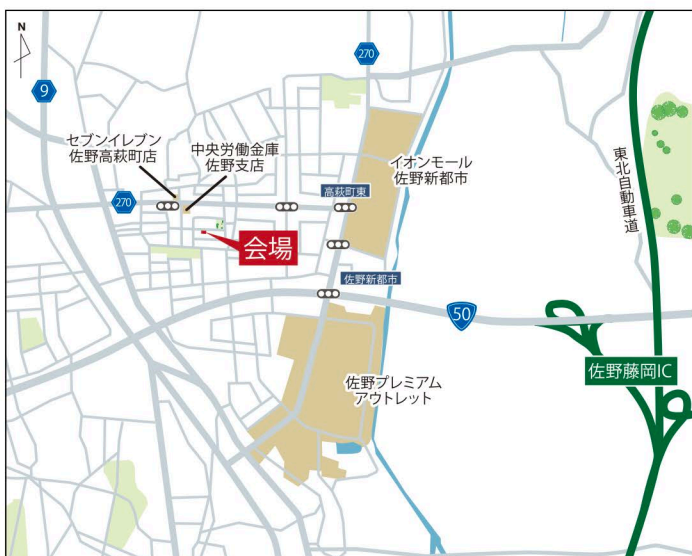 N
270
9
セブンイレブン
佐野高萩町店
中央労働金庫
佐野支店
イオンモール
佐野新都市
東北自動車道
270
高萩町東
会場
佐野新都市
50
佐野藤岡IC
佐野プレミアム
アウトレット